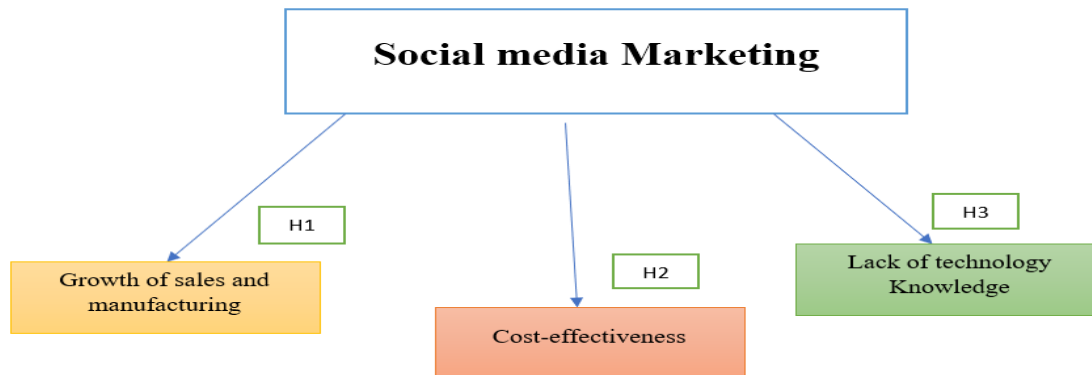 Social media Marketing
H1
H2
H3
Growth of sales and
manufacturing
Cost-effectiveness
Lack of technology
Knowledge